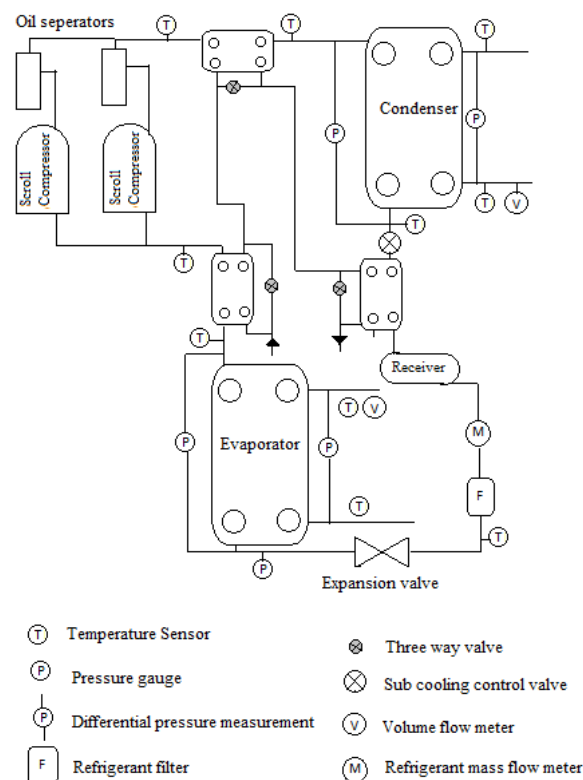 Oil seperators
T
T
T
Condenser
P
P
Scroll
Compressor
Scroll
Compressor
T
T
V
T
T
Receiver
T
T
V
P
Evaporator
P
M
F
T
T
P
Expansion valve
T Temperature Sensor
Three way valve
P Pressure gauge
Sub cooling control valve
P Differential pressure measurement
V Volume flow meter
F Refrigerant filter
M Refrigerant mass flow meter